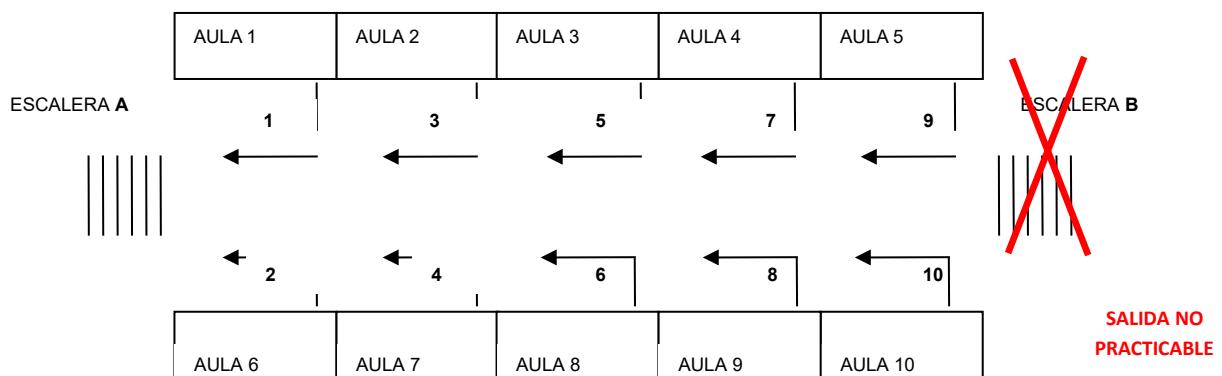 AULA 1
AULA 2
AULA 3
AULA 4
AULA 5
ESCALERA A
ESCALERA B
1
3
5
7
9
2
4
6
8
10
SALIDA NO
PRACTICABLE
AULA 6
AULA 7
AULA 8
AULA 9
AULA 10